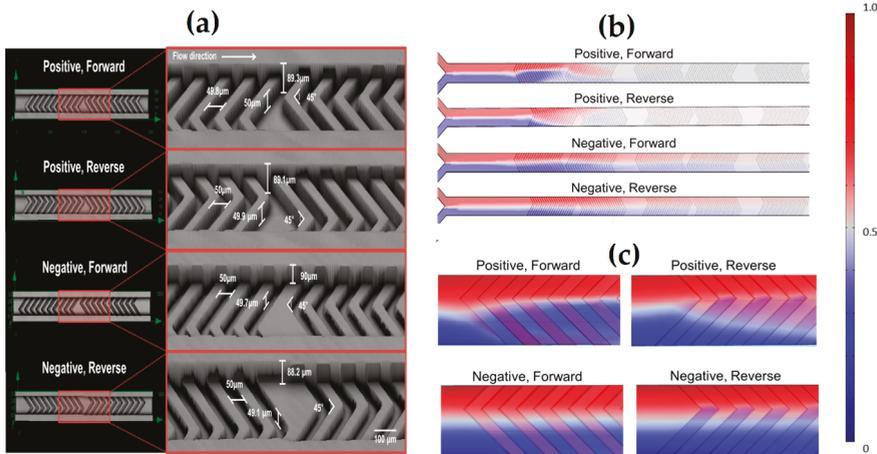 (a)
Positive, Forward
Flow direction
89.3µm
49.8µm
50µm
45°
Positive, Reverse
89.1µm
50µm
49.9 µm
45°
Negative, Forward
50µm
90µm
49.7µm
45°
Negative, Reverse
88.2 µm
50µm
49.1 µm
45°
100 µm
(b)
Positive, Forward
Positive, Reverse
Negative, Forward
Negative, Reverse
(c)
Positive, Forward
Positive, Reverse
Negative, Forward
Negative, Reverse
1.0
0.5
0